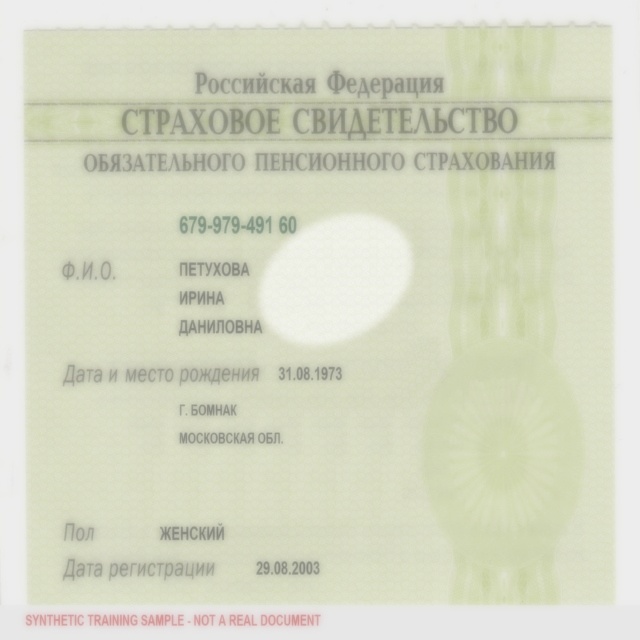 Российская Федерация
СТРАХОВОЕ СВИДЕТЕЛЬСТВО
ОБЯЗАТЕЛЬНОГО ПЕНСИОННОГО СТРАХОВАНИЯ
679-979-491 60
Ф.И.О. ПЕТУХОВА
ИРИНА
ДАНИЛОВНА
Дата и место рождения 31.08.1973
Г. БОМНАК
МОСКОВСКАЯ ОБЛ.
Пол ЖЕНСКИЙ
Дата регистрации 29.08.2003
SYNTHETIC TRAINING SAMPLE - NOT A REAL DOCUMENT